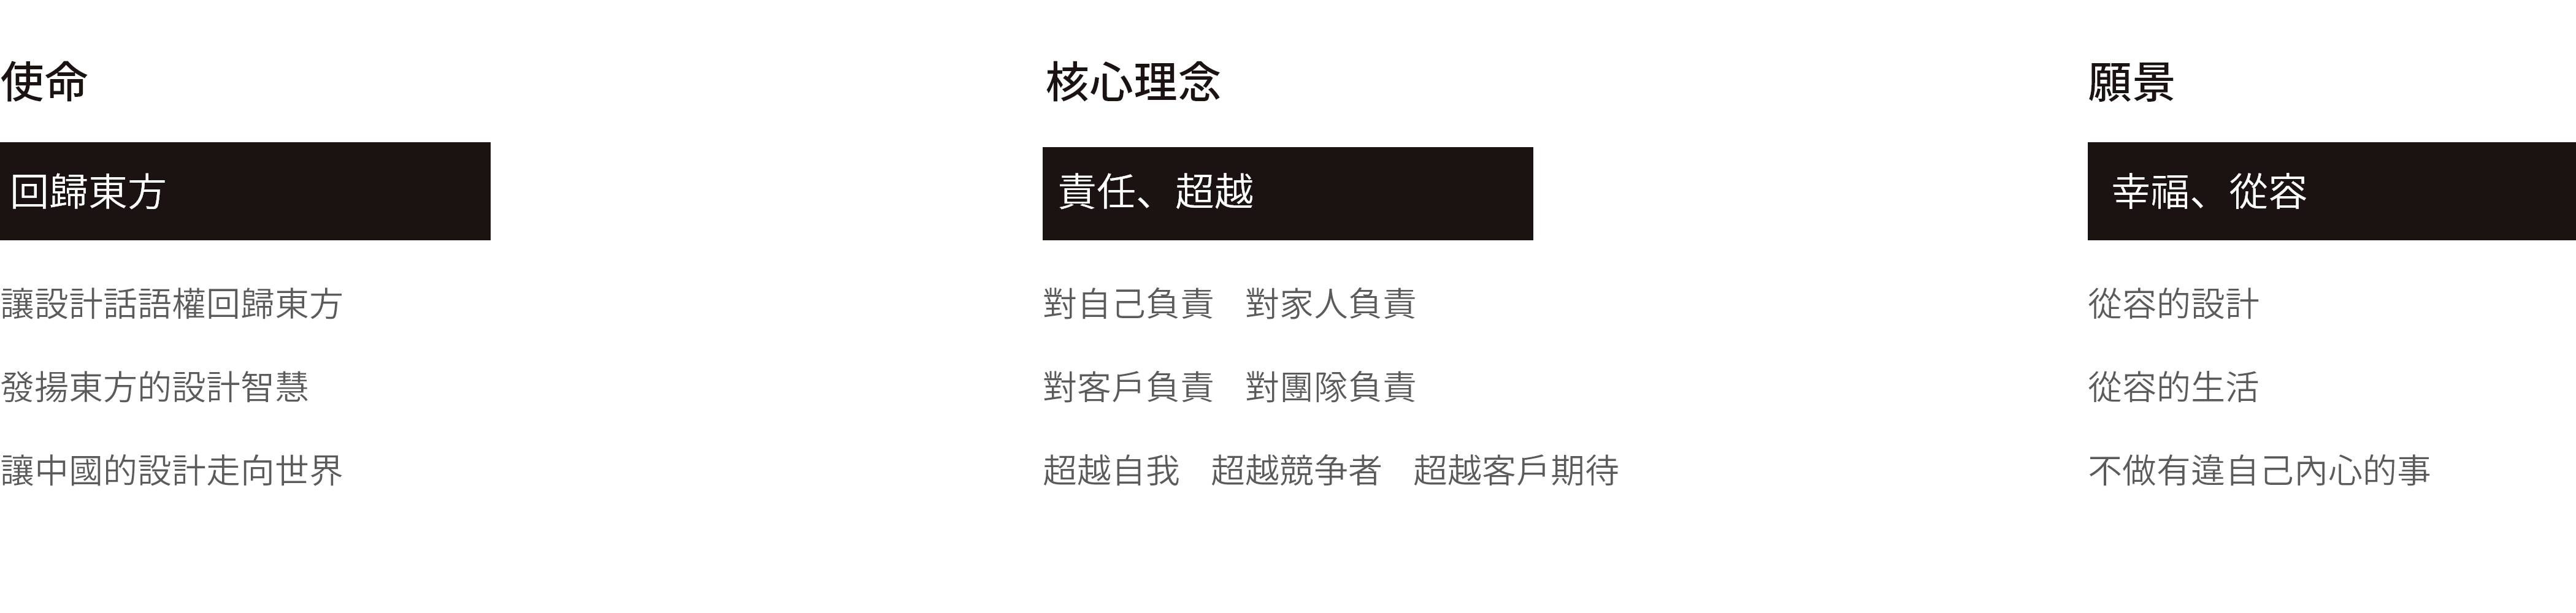 使命
回歸東方
讓設計話語權回歸東方
發揚東方的設計智慧
讓中國的設計走向世界
核心理念
責任、超越
對自己負責 對家人負責
對客戶負責 對團隊負責
超越自我 超越競争者 超越客戶期待
願景
幸福、從容
從容的設計
從容的生活
不做有違自己內心的事